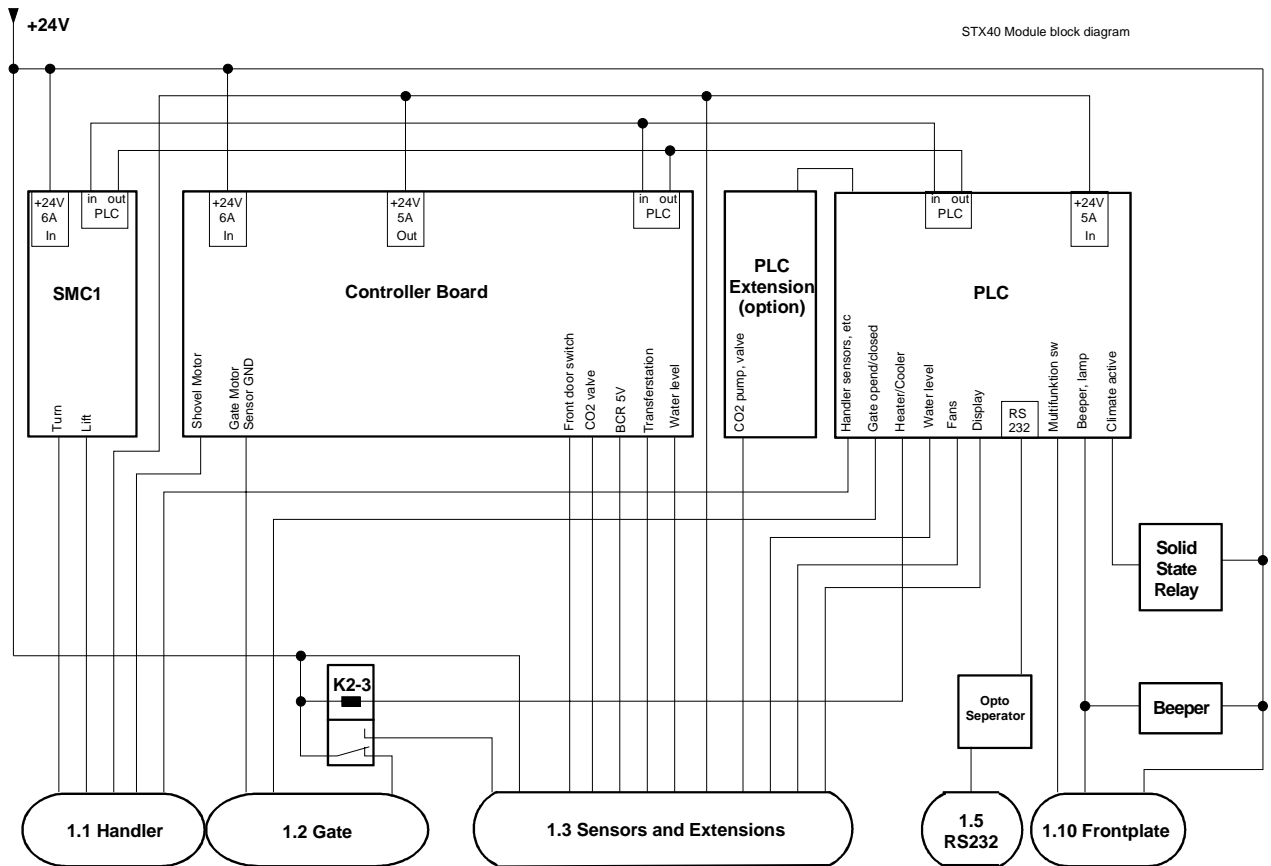 +24V
STX40 Module block diagram
+24V
6A
In
in out
PLC
+24V
6A
In
+24V
5A
Out
in out
PLC
in out
PLC
+24V
5A
In
SMC1
Controller Board
PLC
Extension
(option)
PLC
Turn
Lift
Shovel Motor
Gate Motor
Sensor GND
Front door switch
CO2 valve
BCR 5V
Transferstation
Water level
CO2 pump, valve
Handler sensors, etc
Gate opend/closed
Heater/Cooler
Water level
Fans
Display
RS
232
Multifunktion sw
Beeper, lamp
Climate active
Solid
State
Relay
K2-3
Opto
Seperator
Beeper
1.1 Handler
1.2 Gate
1.3 Sensors and Extensions
1.5
RS232
1.10 Frontplate